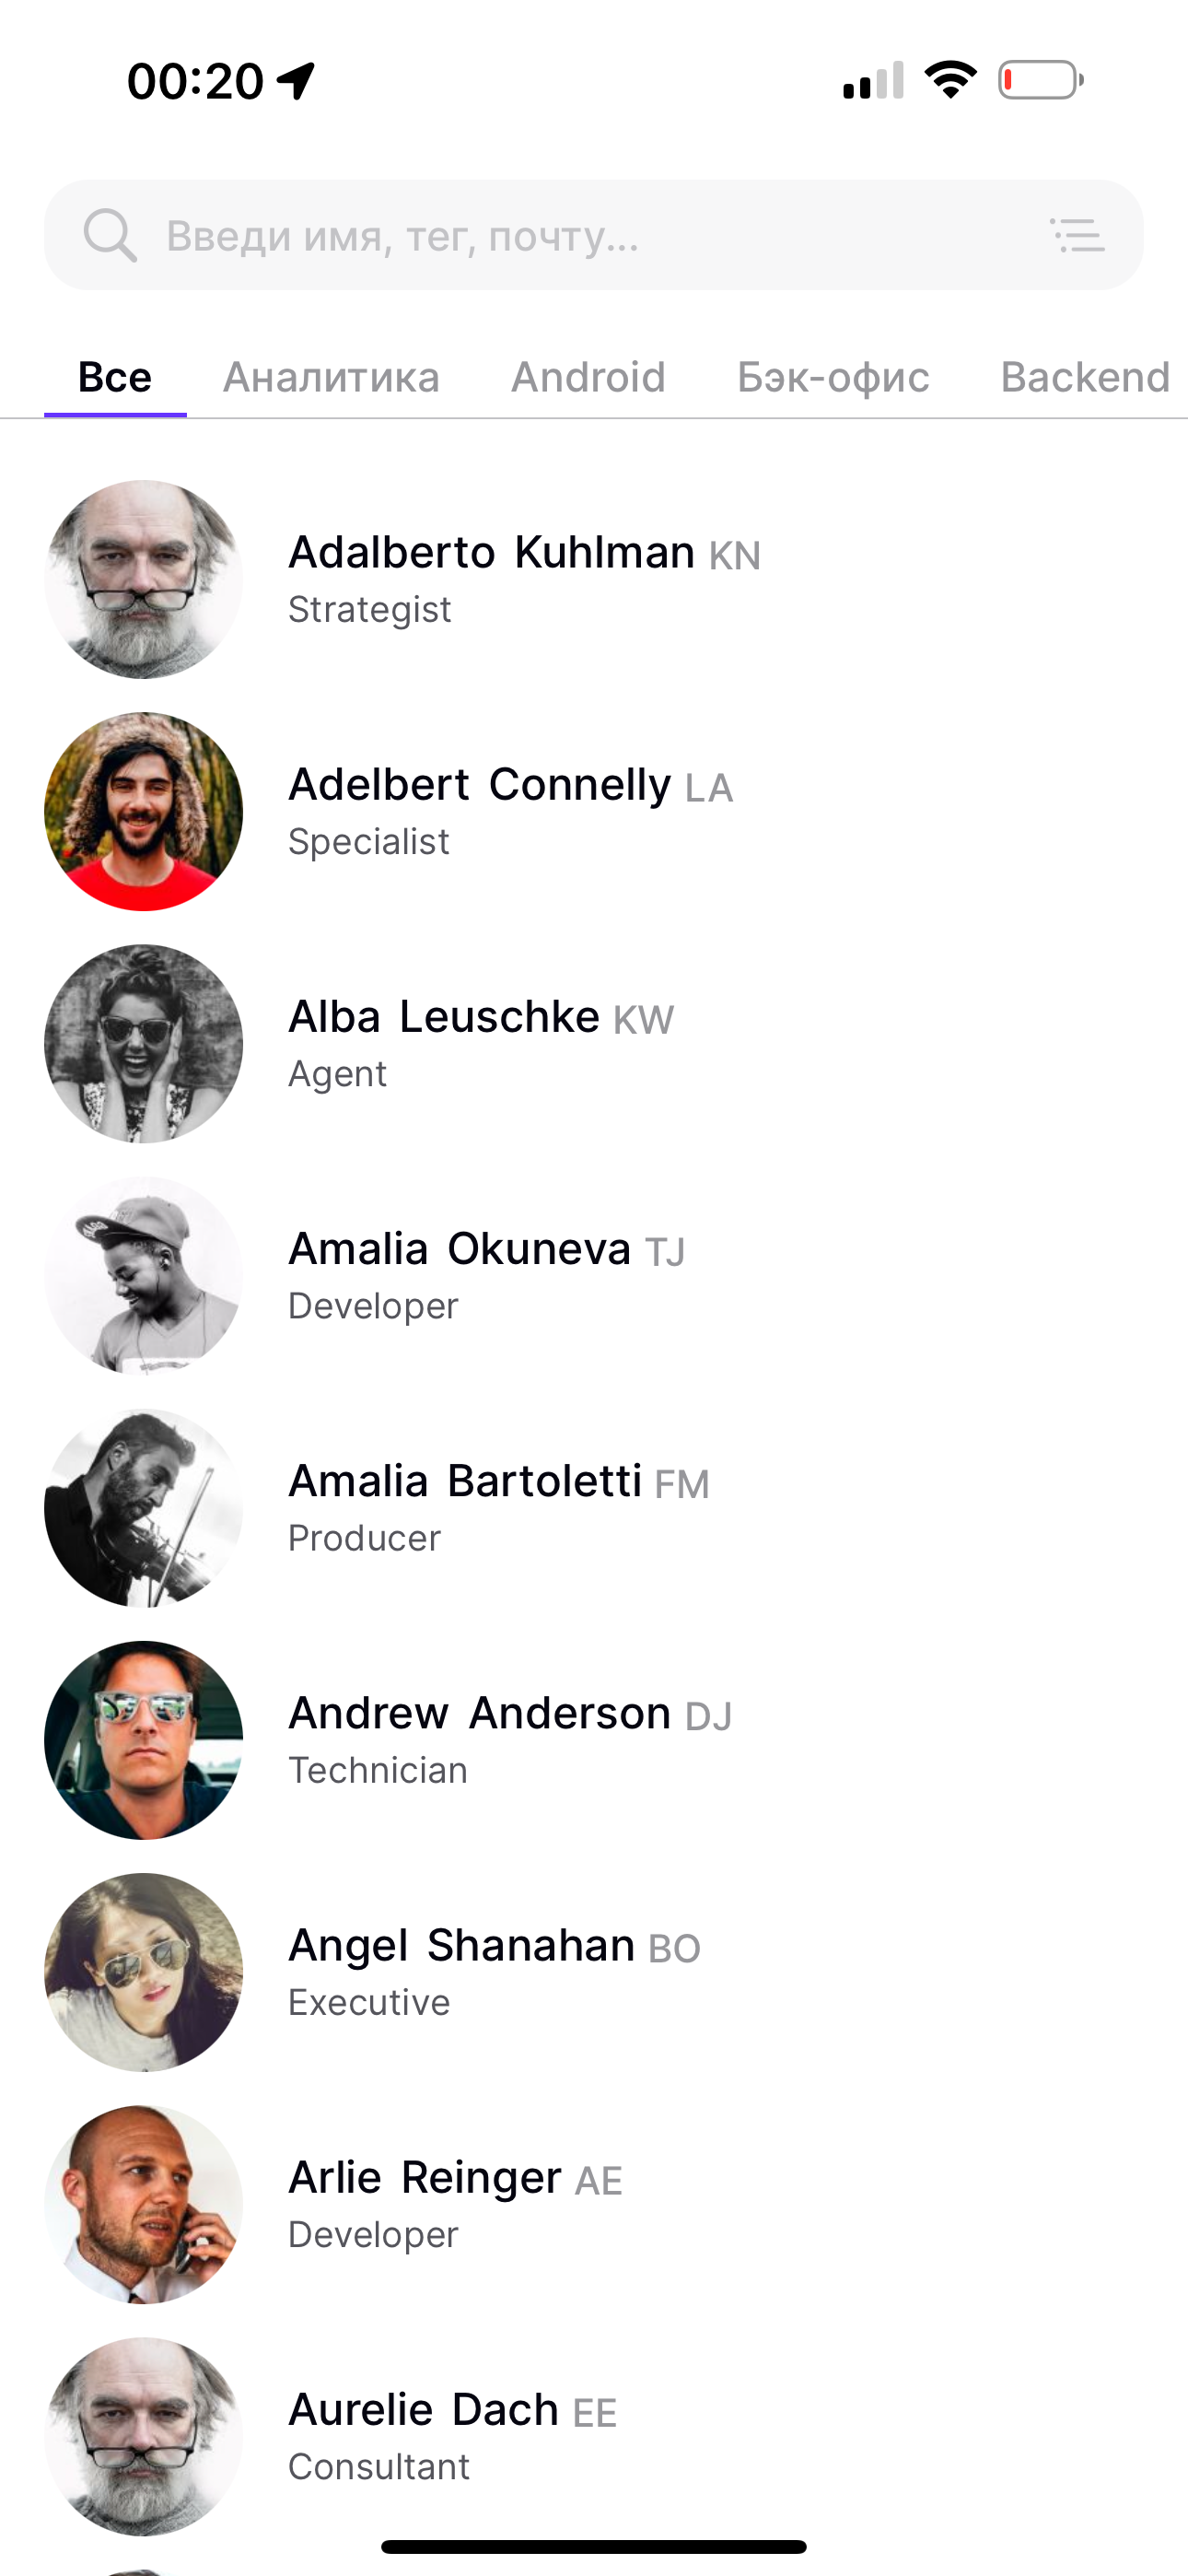 00:20
Введи имя, тег, почту...
Все Аналитика Android Бэк-офис Backend
Adalberto Kuhlman KN
Strategist
Adelbert Connelly LA
Specialist
Alba Leuschke KW
Agent
Amalia Okuneva TJ
Developer
Amalia Bartoletti FM
Producer
Andrew Anderson DJ
Technician
Angel Shanahan BO
Executive
Arlie Reinger AE
Developer
Aurelie Dach EE
Consultant